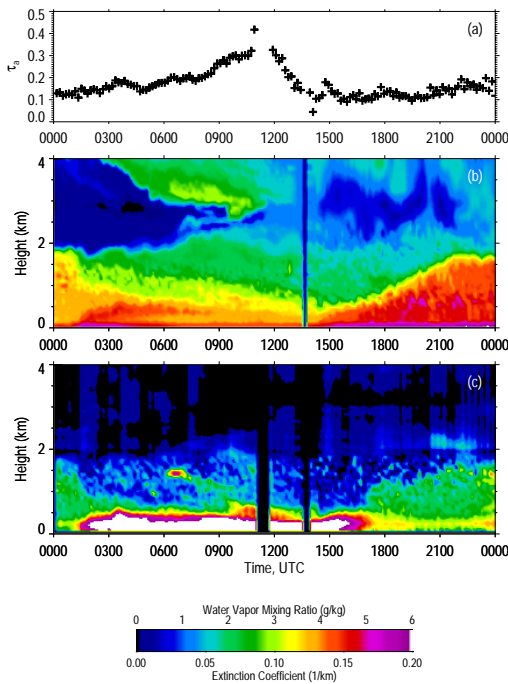 0.5
(a)
0.4
0.3
τa
0.2
0.1
0.0
0000 0300 0600 0900 1200 1500 1800 2100 0000
4
(b)
Height (km)
2
0
0000 0300 0600 0900 1200 1500 1800 2100 0000
4
(c)
Height (km)
2
0
0000 0300 0600 0900 1200 1500 1800 2100 0000
Time, UTC
Water Vapor Mixing Ratio (g/kg)
0 1 2 3 4 5 6
0.00 0.05 0.10 0.15 0.20
Extinction Coefficient (1/km)